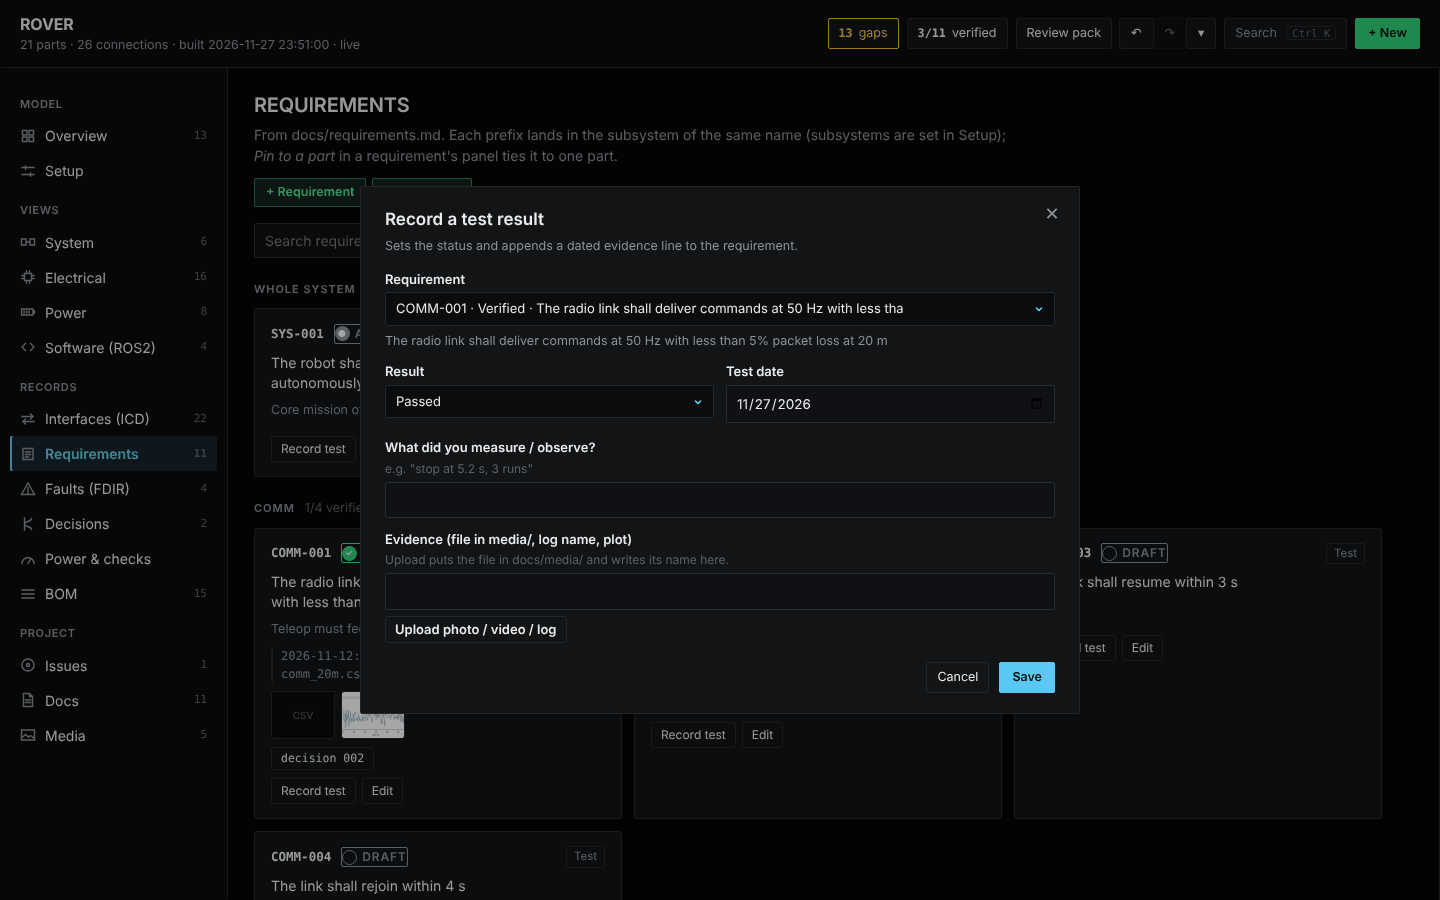 ROVER
21 parts · 26 connections · built 2026-11-27 23:51:00 · live
13 gaps
3/11 verified
Review pack
Search Ctrl K
+ New
MODEL
Overview 13
Setup
VIEWS
System 6
Electrical 16
Power 8
Software (ROS2) 4
RECORDS
Interfaces (ICD) 22
Requirements 11
Faults (FDIR) 4
Decisions 2
Power & checks
BOM 15
PROJECT
Issues 1
Docs 11
Media 5
REQUIREMENTS
From docs/requirements.md. Each prefix lands in the subsystem of the same name (subsystems are set in Setup);
Pin to a part in a requirement's panel ties it to one part.
+ Requirement
Search require
WHOLE SYSTEM
SYS-001
The robot sha
autonomously
Core mission of
Record test
COMM 1/4 verifie
COMM-001
The radio link
with less than
Teleop must fee
2026-11-12:
comm_20m.cs
CSV
decision 002
Record test Edit
Record test Edit
03 DRAFT Test
shall resume within 3 s
test Edit
COMM-004 DRAFT Test
The link shall rejoin within 4 s
Record a test result
Sets the status and appends a dated evidence line to the requirement.
Requirement
COMM-001 · Verified · The radio link shall deliver commands at 50 Hz with less tha
The radio link shall deliver commands at 50 Hz with less than 5% packet loss at 20 m
Result
Passed
Test date
11/27/2026
What did you measure / observe?
e.g. "stop at 5.2 s, 3 runs"
Evidence (file in media/, log name, plot)
Upload puts the file in docs/media/ and writes its name here.
Upload photo / video / log
Cancel
Save